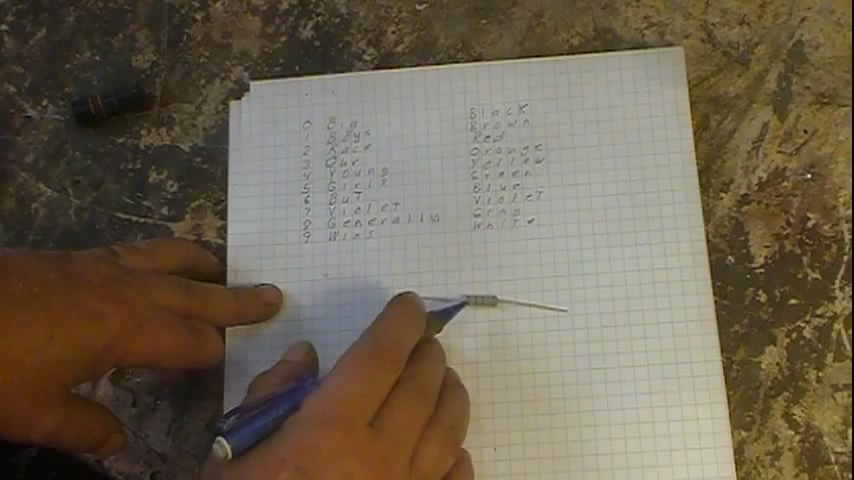 0 Big Black
1 Boys Brown
2 Race Red
3 Our Orange
4 Young Yellow
5 Girls Green
6 But Blue
7 Violet Violet
8 Generally Gray
9 Wins White